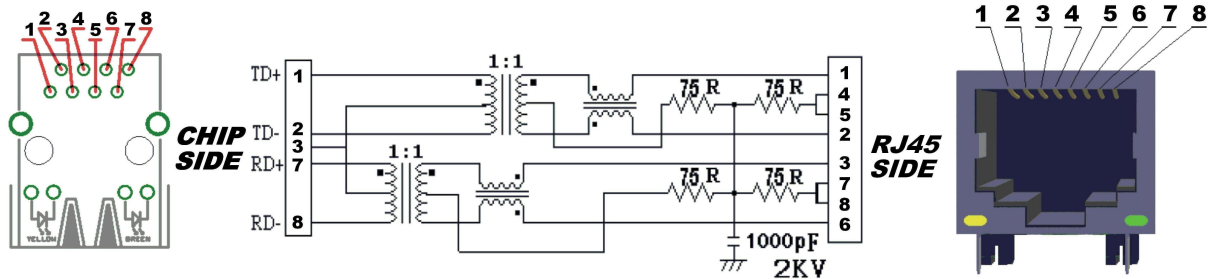 2 4 6 8
1 3 5 7
YELLOW GREEN
CHIP
SIDE
TD+ 1
TD- 2
3
RD+ 7
RD- 8
1:1
1:1
75 R 75 R
75 R 75 R
1000pF
2KV
1
4
5
2
3
7
8
6
RJ45
SIDE
1 2 3 4 5 6 7 8